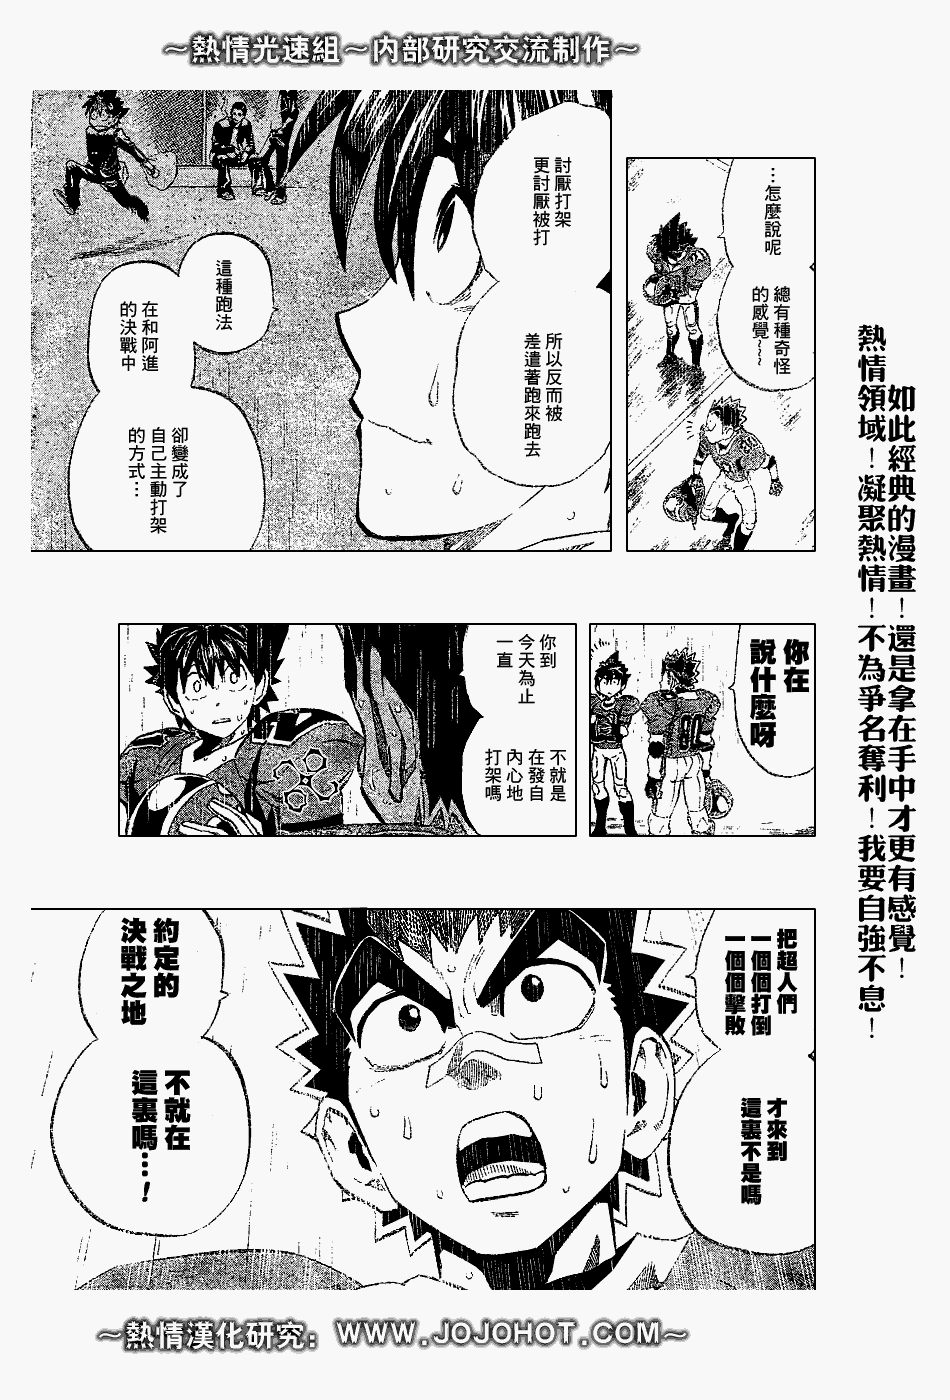 ～熱情光速組～內部研究交流制作～
…怎麼說呢
總有種奇怪
的感覺~~
討厭打架
更討厭被打
所以反而被
差遣著跑來跑去
這種跑法
在和阿進
的決戰中
卻變成了
自己主動打架
的方式…
你在
說什麼呀
你到
今天為止
一直
不就是
在發自
內心地
打架嗎
把超人們
一個個打倒
一個個擊敗
才來到
這裏不是嗎
約定的
決戰之地
不就在
這裏嗎…！
80
如此經典的漫畫！還是拿在手中才更有感覺！
熱情領域！凝聚熱情！不為爭名奪利！我要自強不息！
～熱情漢化研究：WWW.JOJOHOT.COM～